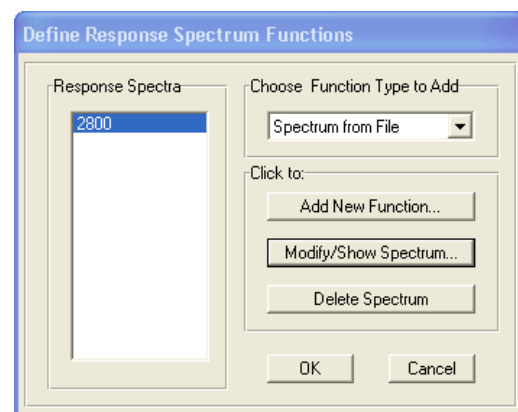 Define Response Spectrum Functions
Response Spectra
2800
Choose Function Type to Add
Spectrum from File
Click to:
Add New Function...
Modify/Show Spectrum...
Delete Spectrum
OK
Cancel